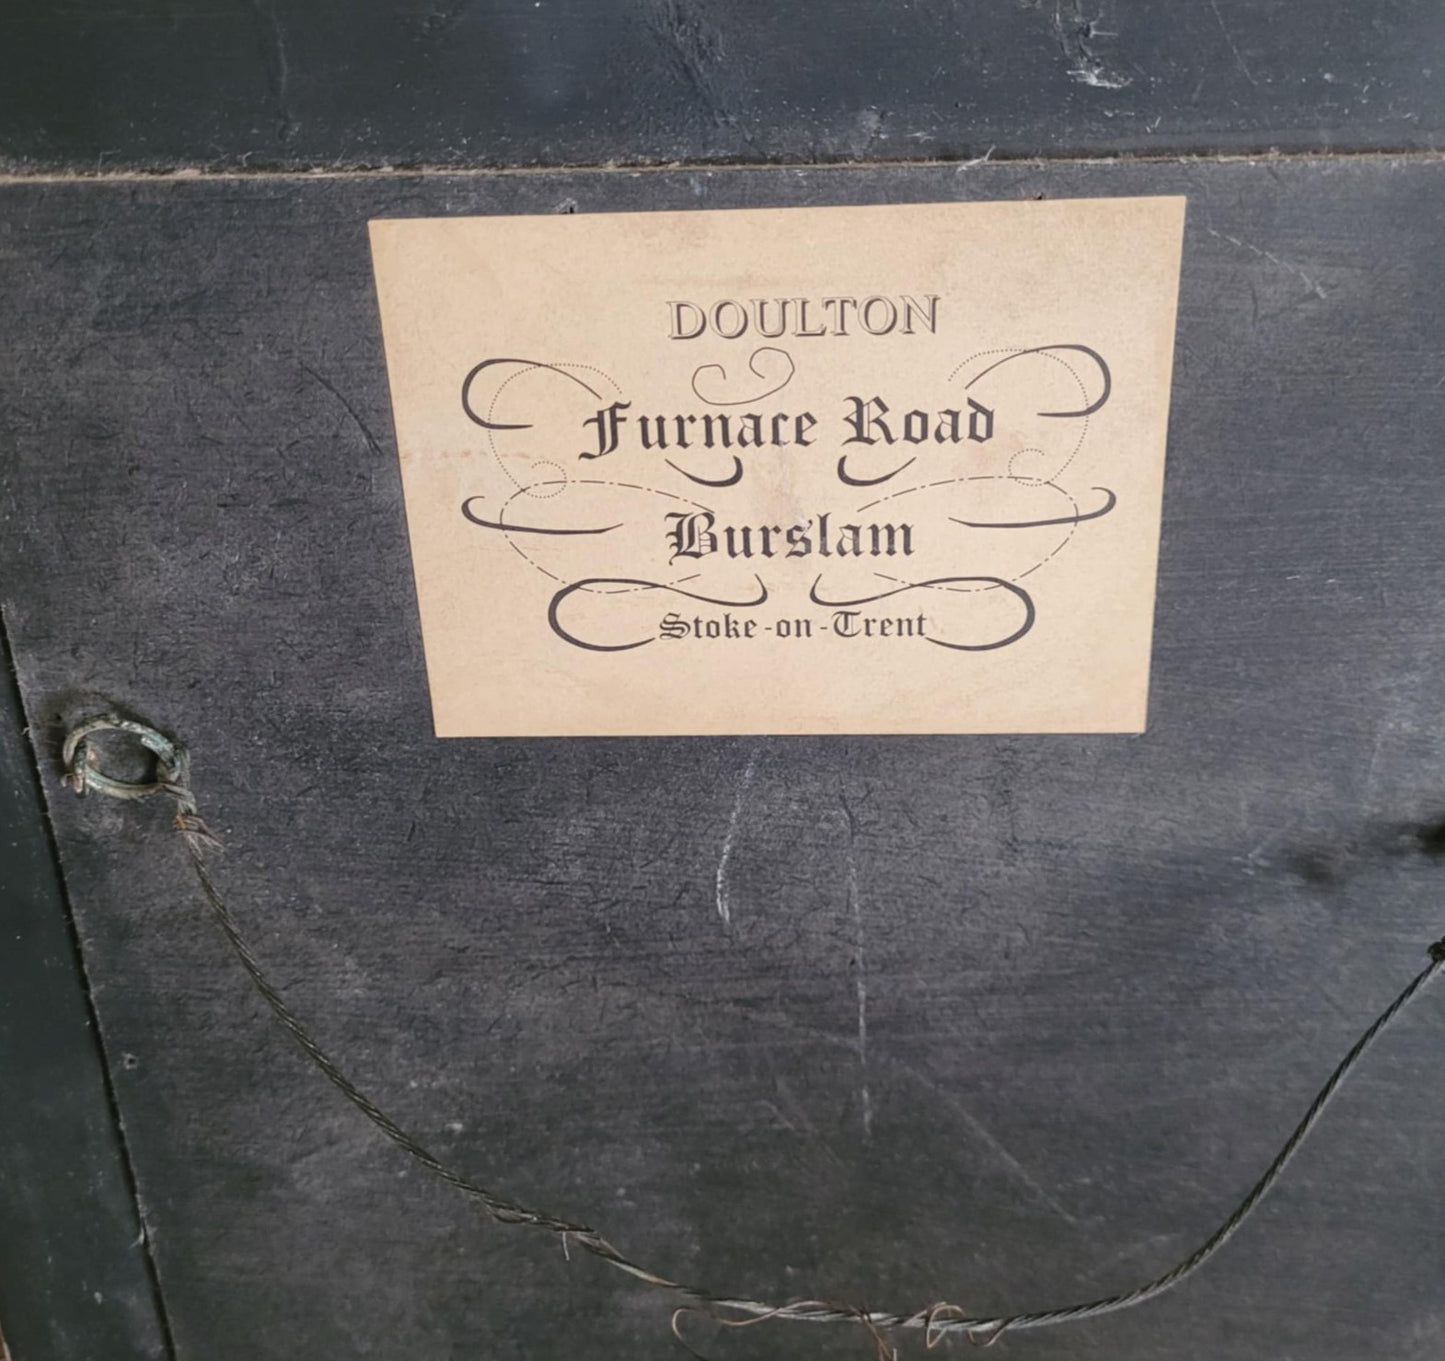 DOULTON
Furnace Road
Burslam
Stoke-on-Trent